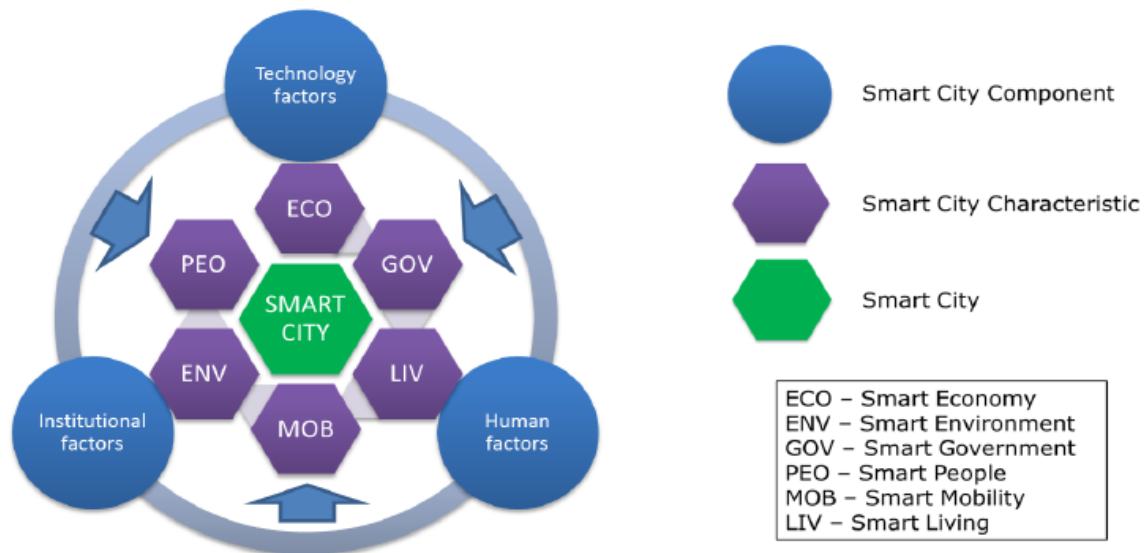 Technology
factors
ECO
PEO
GOV
SMART
CITY
ENV
LIV
MOB
Institutional
factors
Human
factors
Smart City Component
Smart City Characteristic
Smart City
ECO – Smart Economy
ENV – Smart Environment
GOV – Smart Government
PEO – Smart People
MOB – Smart Mobility
LIV – Smart Living